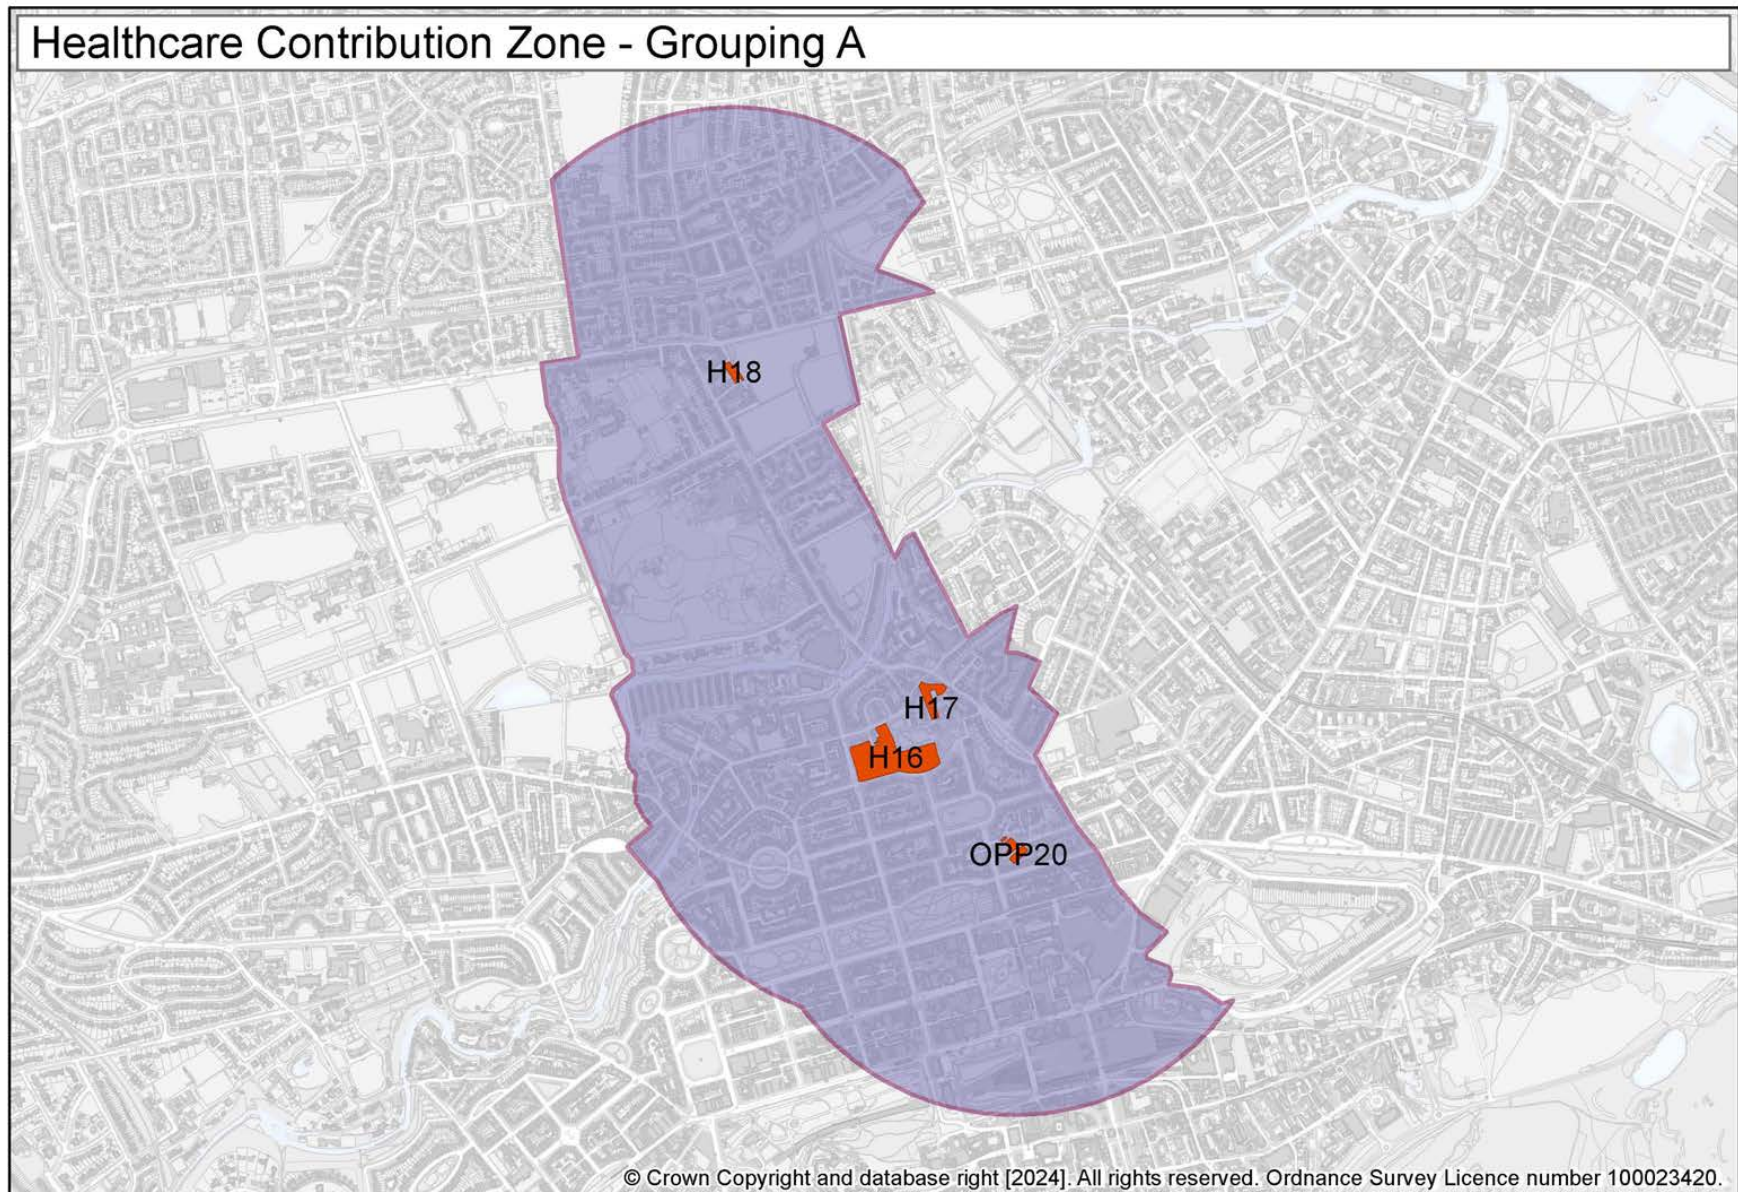 Healthcare Contribution Zone - Grouping A
H18
H17
H16
OPP20
© Crown Copyright and database right [2024]. All rights reserved. Ordnance Survey Licence number 100023420.